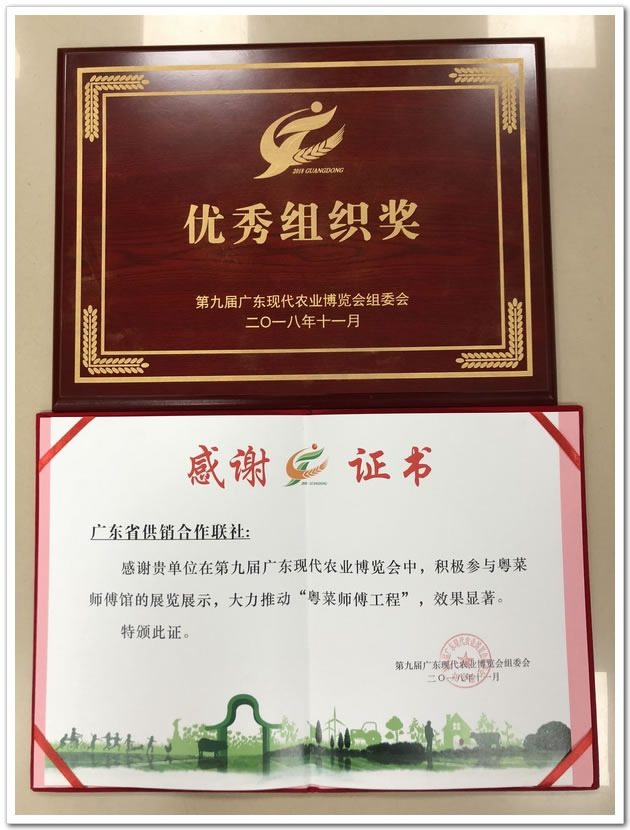 2018 GUANGDONG
优秀组织奖
第九届广东现代农业博览会组委会
二〇一八年十一月
感谢 证书
广东省供销合作联社:
感谢贵单位在第九届广东现代农业博览会中，积极参与粤菜
师傅馆的展览展示，大力推动“粤菜师傅工程”，效果显著。
特颁此证。
第九届广东现代农业博览会组委会
二〇一八年十一月